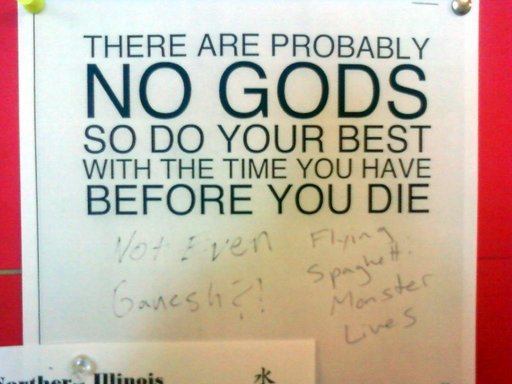 THERE ARE PROBABLY
NO GODS
SO DO YOUR BEST
WITH THE TIME YOU HAVE
BEFORE YOU DIE
Not Even
Ganesh?!
Flying
Spaghetti
Monster
Lives
Northern Illinois
水